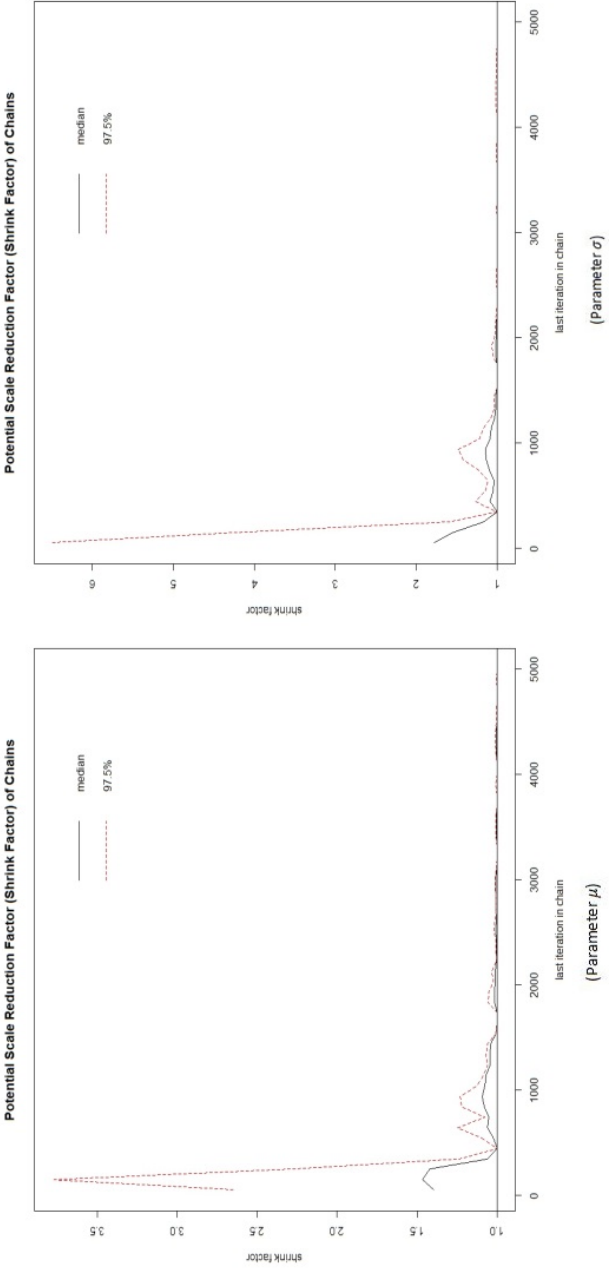 Potential Scale Reduction Factor (Shrink Factor) of Chains
median
97.5%
shrink factor
1.0
1.5
2.0
2.5
3.0
3.5
0
1000
2000
3000
4000
5000
last iteration in chain
(Parameter μ)
Potential Scale Reduction Factor (Shrink Factor) of Chains
median
97.5%
shrink factor
1
2
3
4
5
6
0
1000
2000
3000
4000
5000
last iteration in chain
(Parameter σ)